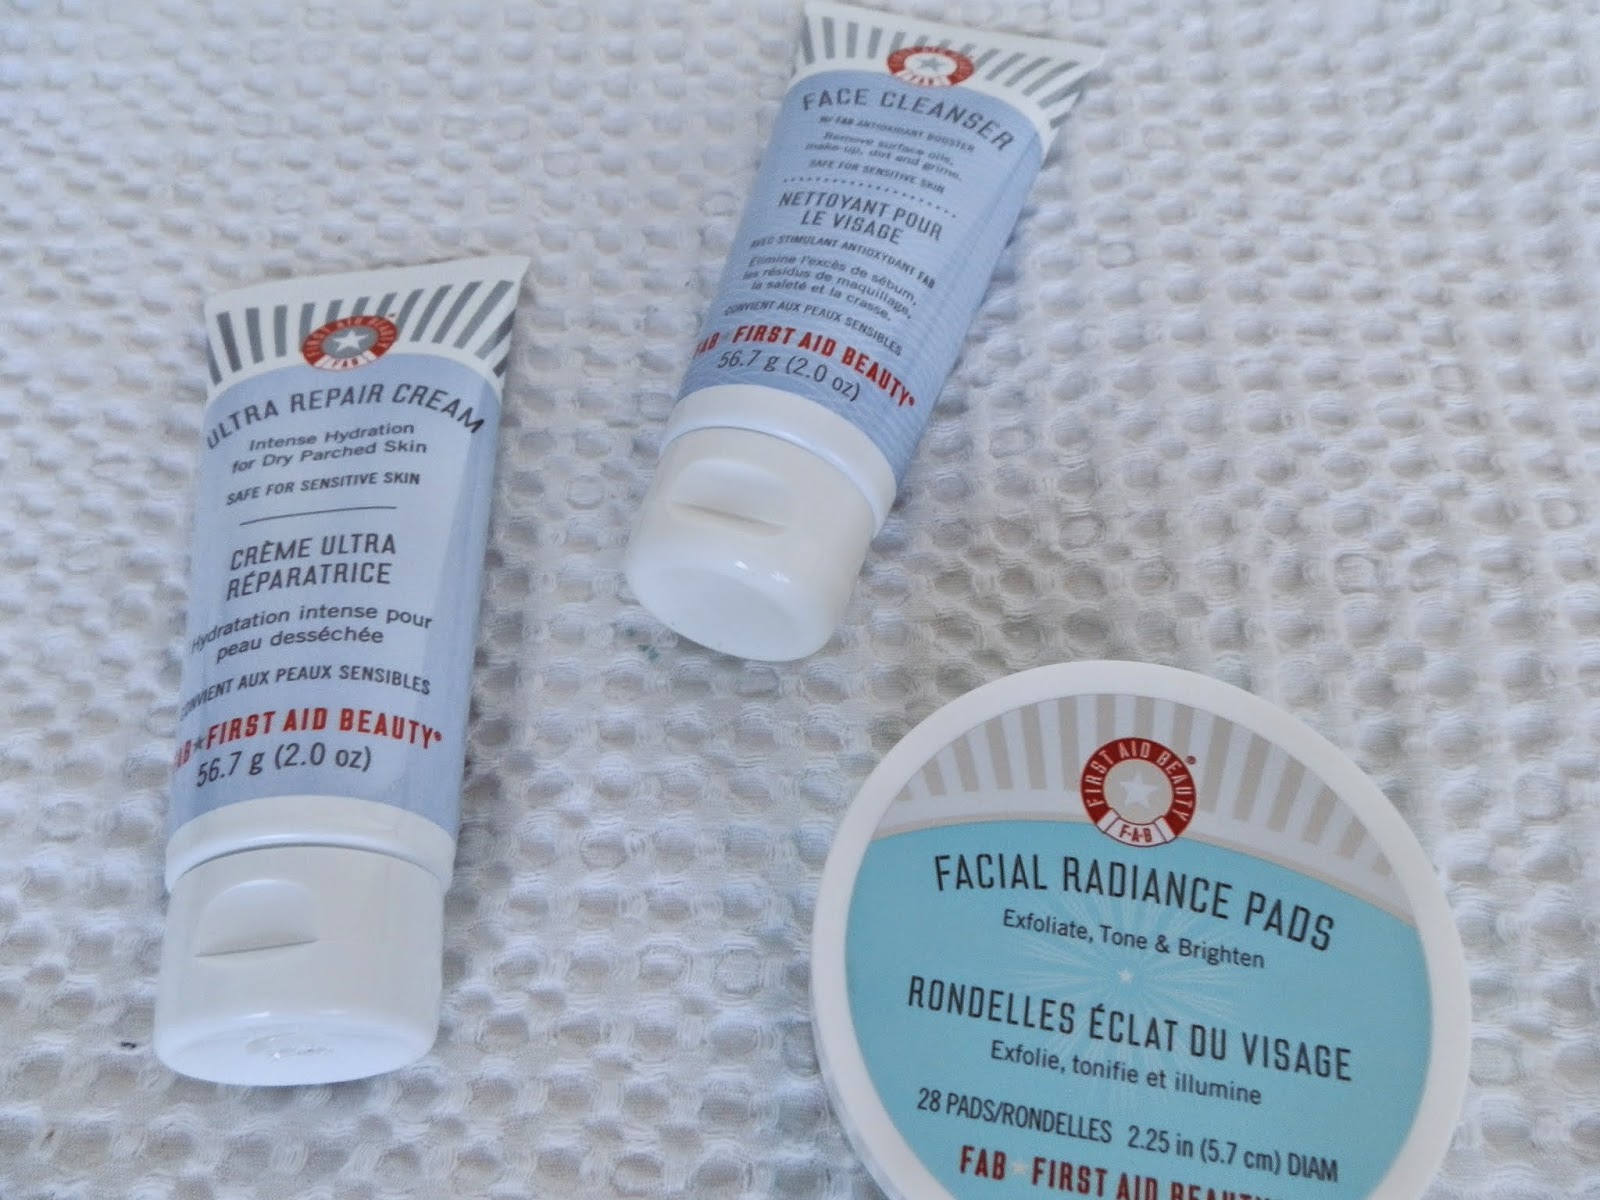 FIRST AID BEAUTY
FAB
ULTRA REPAIR CREAM
Intense Hydration
for Dry Parched Skin
SAFE FOR SENSITIVE SKIN
CRÈME ULTRA
RÉPARATRICE
Hydratation intense pour
peau desséchée
CONVIENT AUX PEAUX SENSIBLES
FAB FIRST AID BEAUTY®
56.7 g (2.0 oz)
FACE CLEANSER
W/ FAB ANTIOXIDANT BOOSTER
Remove surface oils,
make-up, dirt and grime.
SAFE FOR SENSITIVE SKIN
NETTOYANT POUR
LE VISAGE
AVEC STIMULANT ANTIOXYDANT FAB
Élimine l'excès de sébum,
les résidus de maquillage,
la saleté et la crasse.
CONVIENT AUX PEAUX SENSIBLES
FAB FIRST AID BEAUTY®
56.7 g (2.0 oz)
FIRST AID BEAUTY®
F-A-B
FACIAL RADIANCE PADS
Exfoliate, Tone & Brighten
RONDELLES ÉCLAT DU VISAGE
Exfolie, tonifie et illumine
28 PADS/RONDELLES 2.25 in (5.7 cm) DIAM
FAB FIRST AID BEAUTY